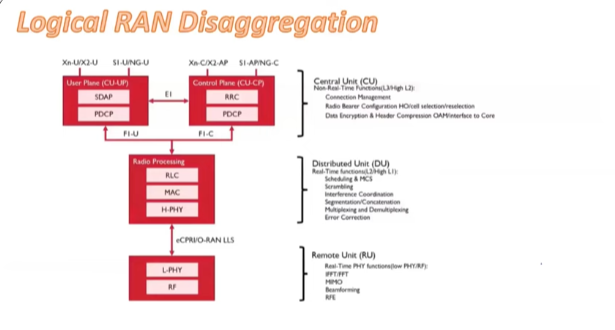 Logical RAN Disaggregation
Xn-U/X2-U S1-U/NG-U Xn-C/X2-AP S1-AP/NG-C
User Plane (CU-UP)
SDAP
PDCP
E1
Control Plane (CU-CP)
RRC
PDCP
F1-U F1-C
Central Unit (CU)
Non-Real-Time Functions(L3/High L2):
Connection Management
Radio Bearer Configuration HO/cell selection/reselection
Data Encryption & Header Compression OAM/interface to Core
Radio Processing
RLC
MAC
H-PHY
Distributed Unit (DU)
Real-Time functions(L2/High L1):
Scheduling & MCS
Scrambling
Interference Coordination
Segmentation/Concatenation
Multiplexing and Demultiplexing
Error Correction
eCPRI/O-RAN LLS
L-PHY
RF
Remote Unit (RU)
Real-Time PHY functions(low PHY/RF):
IFFT/FFT
MIMO
Beamforming
RFE